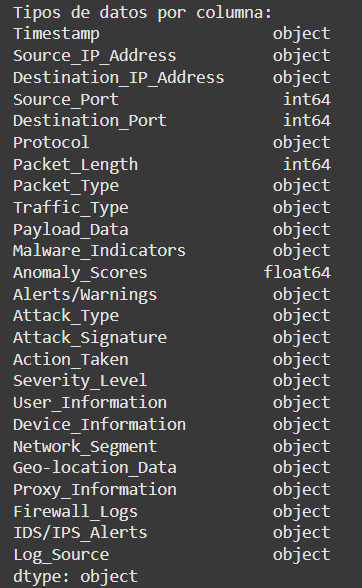 Tipos de datos por columna:
Timestamp object
Source_IP_Address object
Destination_IP_Address object
Source_Port int64
Destination_Port int64
Protocol object
Packet_Length int64
Packet_Type object
Traffic_Type object
Payload_Data object
Malware_Indicators object
Anomaly_Scores float64
Alerts/Warnings object
Attack_Type object
Attack_Signature object
Action_Taken object
Severity_Level object
User_Information object
Device_Information object
Network_Segment object
Geo-location_Data object
Proxy_Information object
Firewall_Logs object
IDS/IPS_Alerts object
Log_Source object
dtype: object